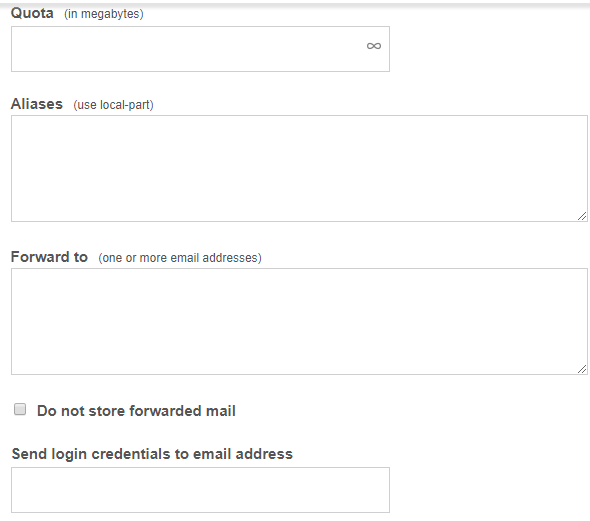 Quota (in megabytes)
∞
Aliases (use local-part)
Forward to (one or more email addresses)
Do not store forwarded mail
Send login credentials to email address